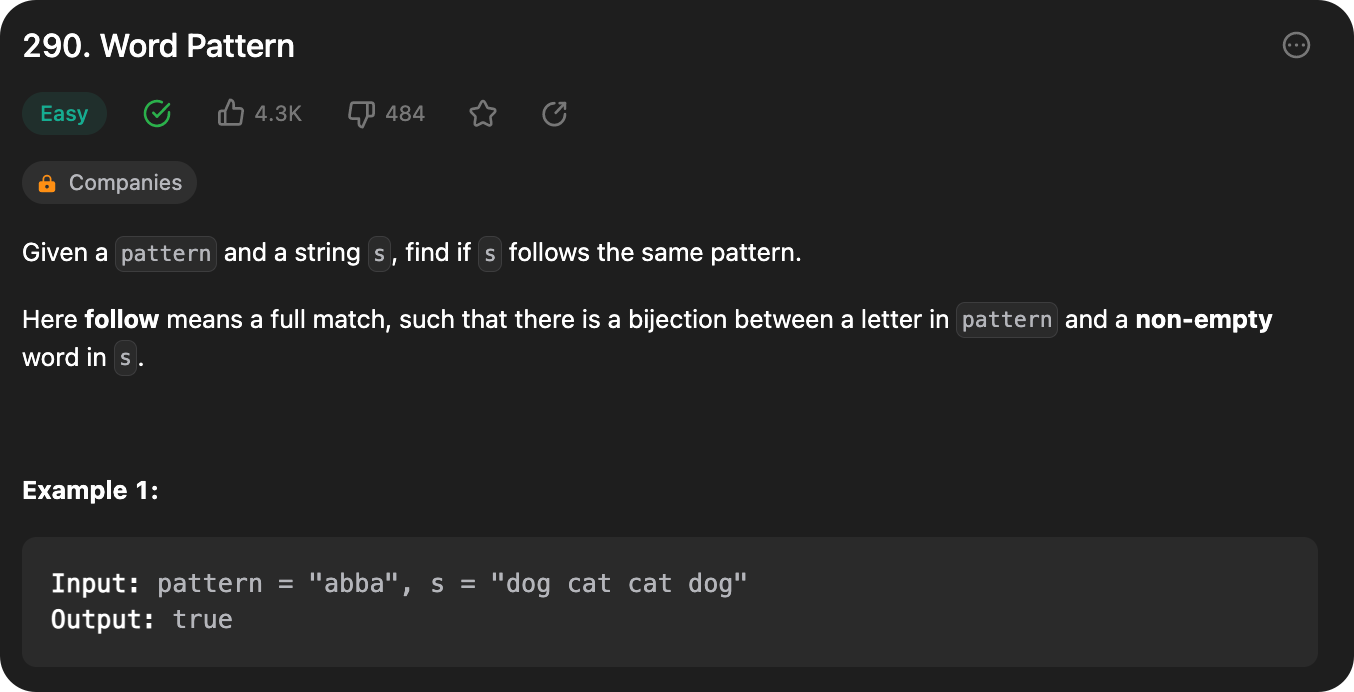 290. Word Pattern
Easy 4.3K 484
Companies
Given a pattern and a string s, find if s follows the same pattern.
Here follow means a full match, such that there is a bijection between a letter in pattern and a non-empty
word in s.
Example 1:
Input: pattern = "abba", s = "dog cat cat dog"
Output: true